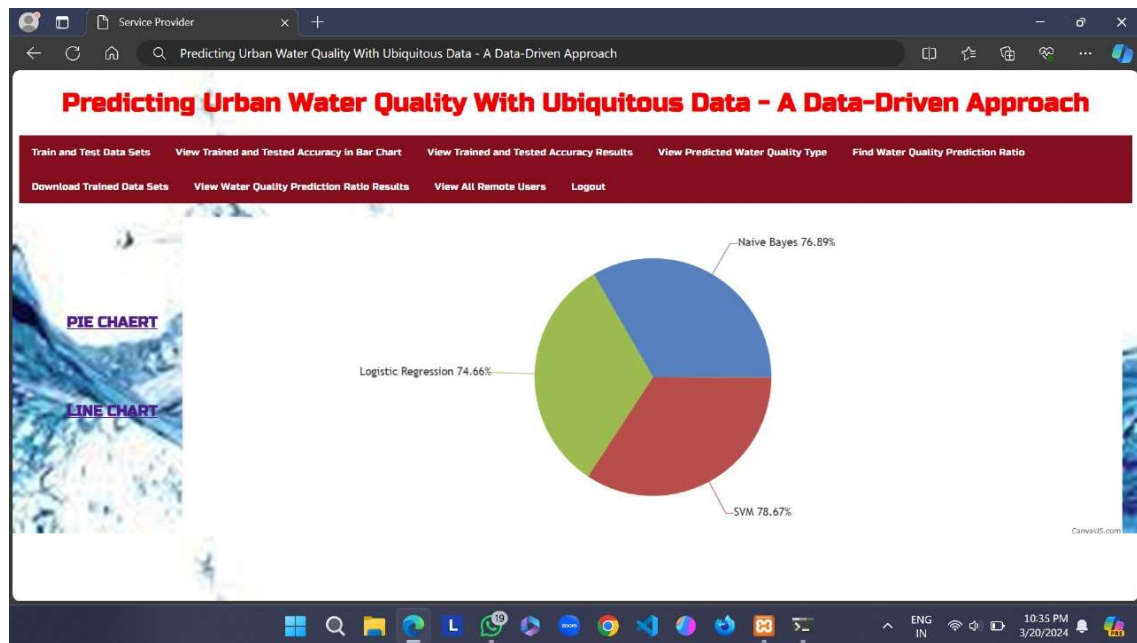 Service Provider
Predicting Urban Water Quality With Ubiquitous Data - A Data-Driven Approach
Predicting Urban Water Quality With Ubiquitous Data - A Data-Driven Approach
Train and Test Data Sets View Trained and Tested Accuracy in Bar Chart View Trained and Tested Accuracy Results View Predicted Water Quality Type Find Water Quality Prediction Ratio
Download Trained Data Sets View Water Quality Prediction Ratio Results View All Remote Users Logout
Naive Bayes 76.89%
PIE CHAERT
Logistic Regression 74.66%
LINE CHART
SVM 78.67%
CanvasJS.com
L 19 zoom ENG 10:35 PM
IN 3/20/2024